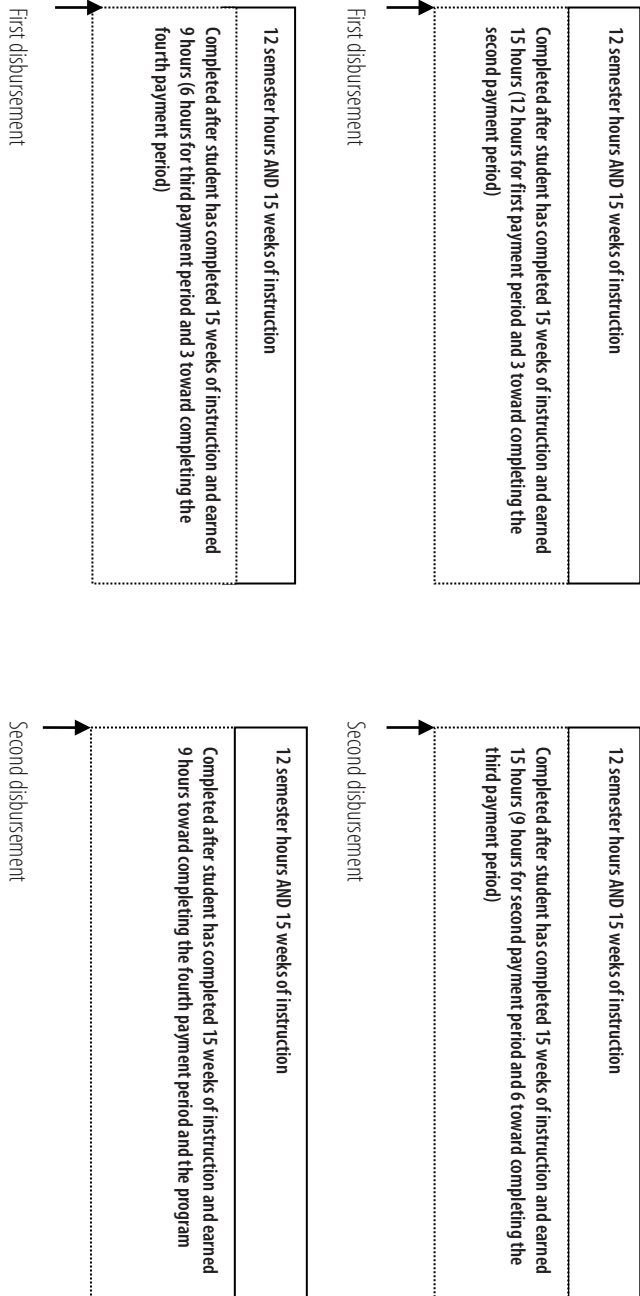 12 semester hours AND 15 weeks of instruction
Completed after student has completed 15 weeks of instruction and earned
15 hours (12 hours for first payment period and 3 toward completing the
second payment period)
First disbursement
12 semester hours AND 15 weeks of instruction
Completed after student has completed 15 weeks of instruction and earned
15 hours (9 hours for second payment period and 6 toward completing the
third payment period)
Second disbursement
12 semester hours AND 15 weeks of instruction
Completed after student has completed 15 weeks of instruction and earned
9 hours (6 hours for third payment period and 3 toward completing the
fourth payment period)
First disbursement
12 semester hours AND 15 weeks of instruction
Completed after student has completed 15 weeks of instruction and earned
9 hours toward completing the fourth payment period and the program
Second disbursement